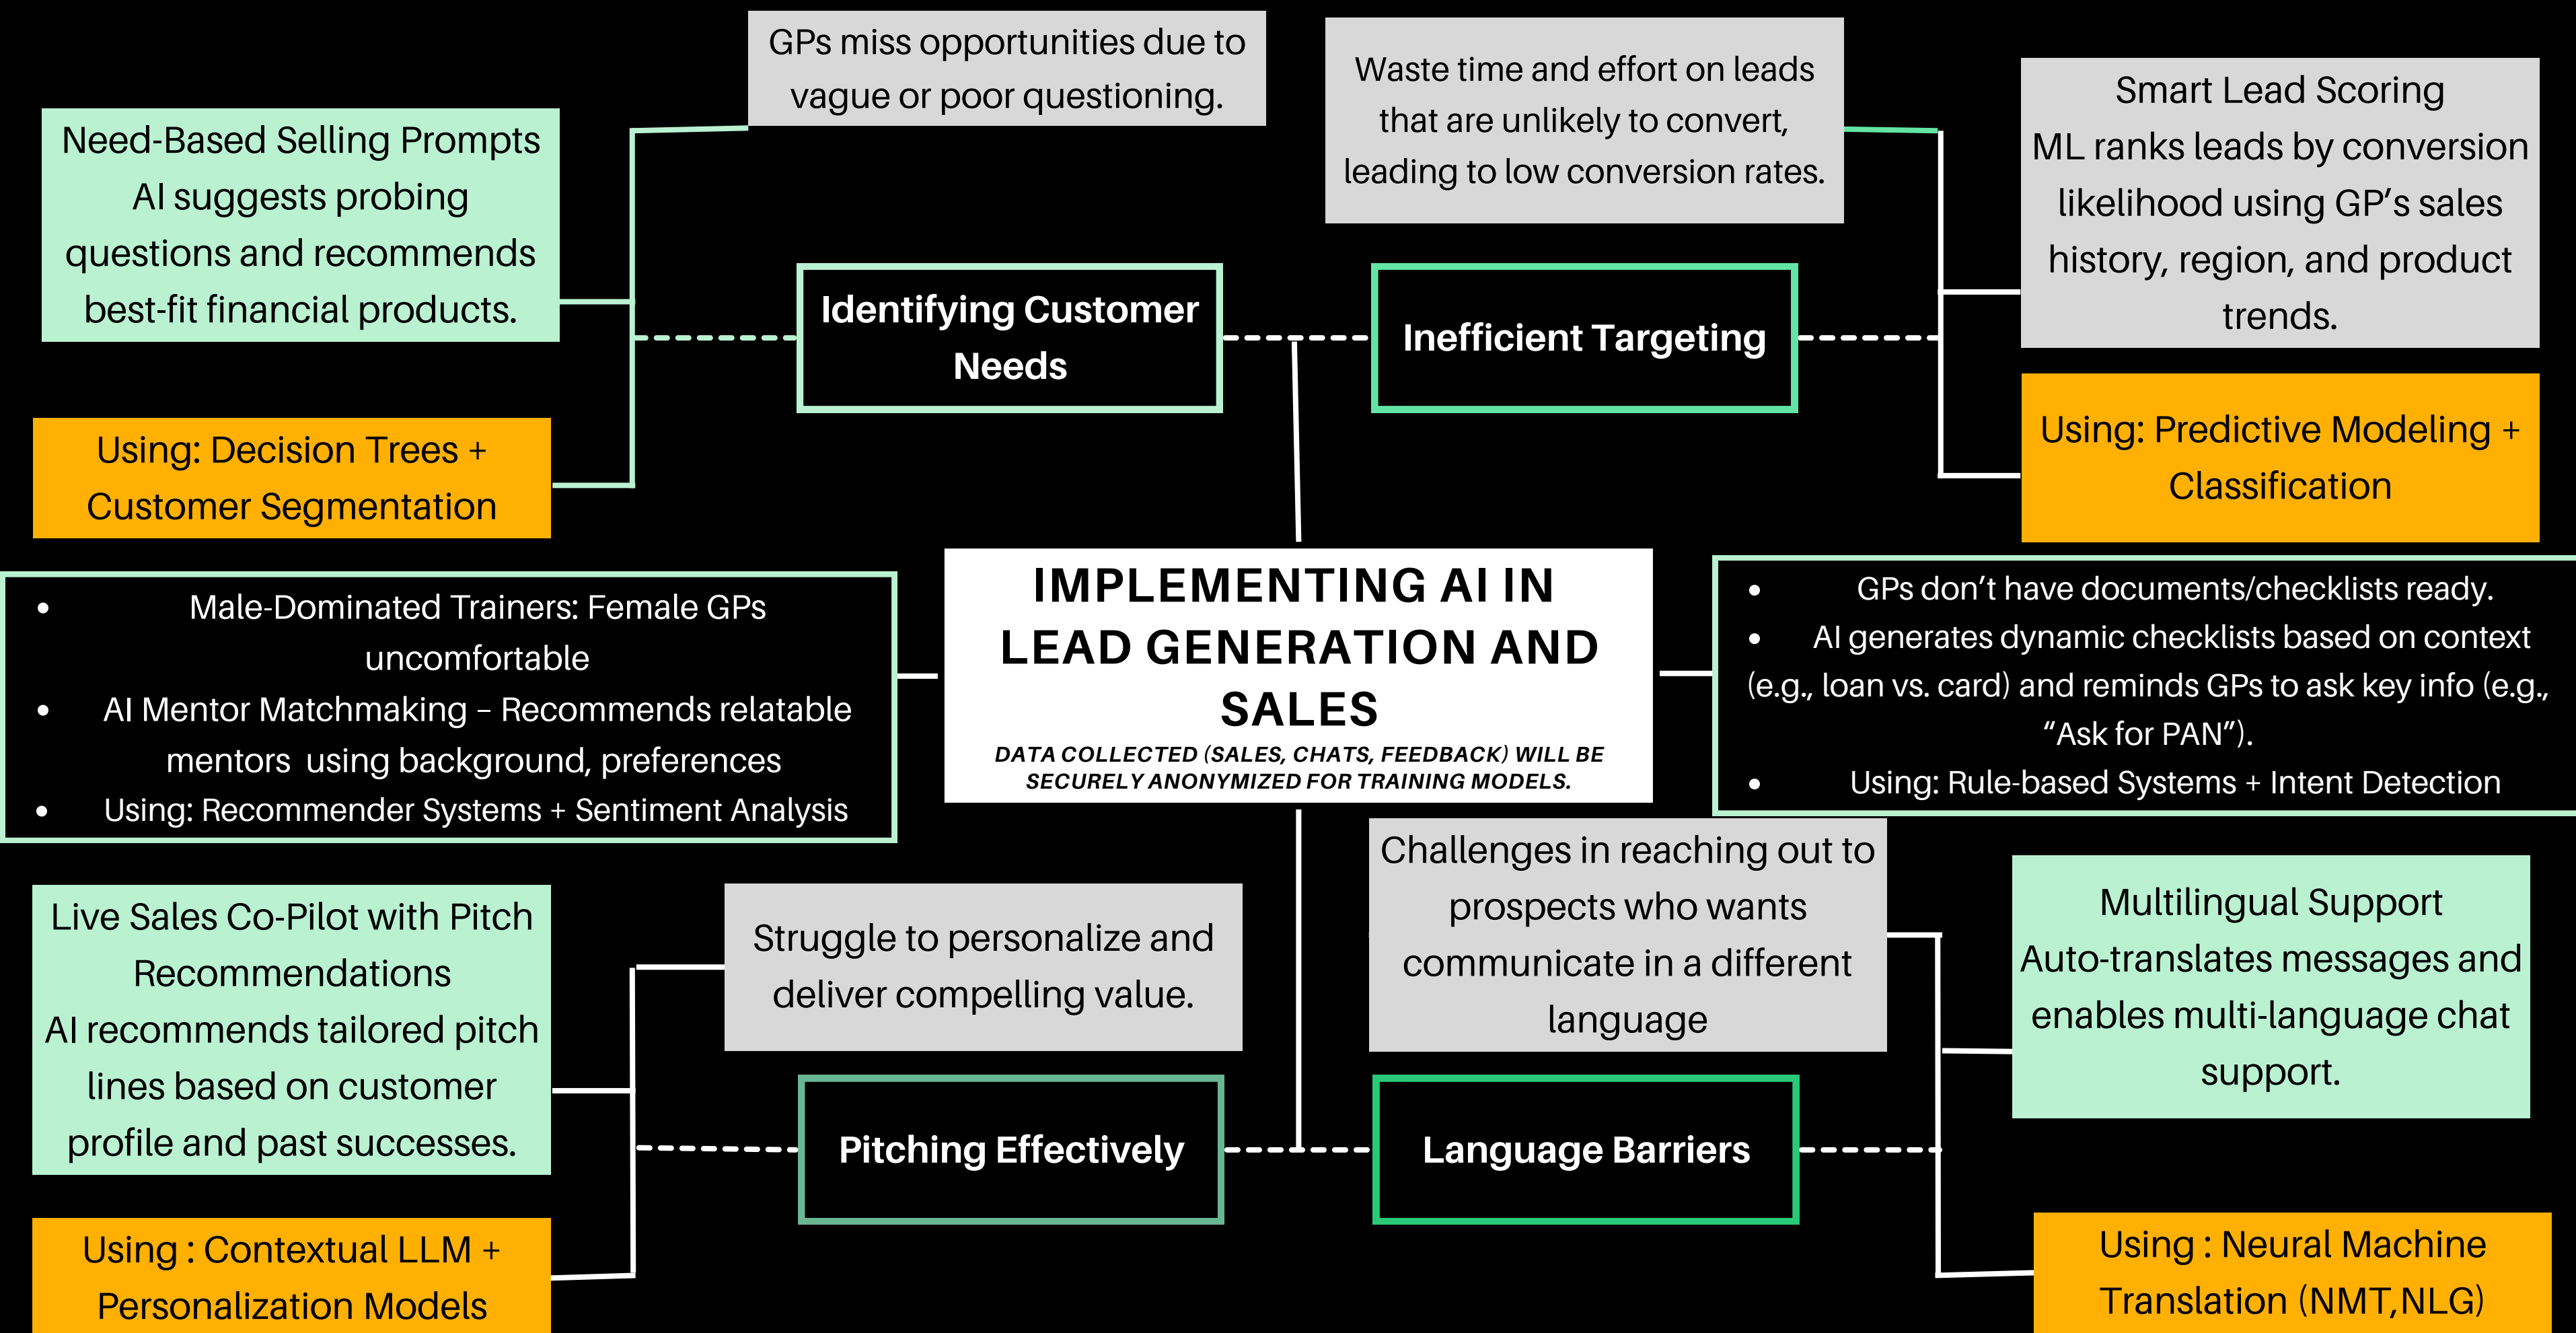 GPs miss opportunities due to
vague or poor questioning.
Waste time and effort on leads
that are unlikely to convert,
leading to low conversion rates.
Need-Based Selling Prompts
AI suggests probing
questions and recommends
best-fit financial products.
Smart Lead Scoring
ML ranks leads by conversion
likelihood using GP’s sales
history, region, and product
trends.
Identifying Customer
Needs
Inefficient Targeting
Using: Decision Trees +
Customer Segmentation
Using: Predictive Modeling +
Classification
• Male-Dominated Trainers: Female GPs
uncomfortable
• AI Mentor Matchmaking – Recommends relatable
mentors using background, preferences
• Using: Recommender Systems + Sentiment Analysis
IMPLEMENTING AI IN
LEAD GENERATION AND
SALES
DATA COLLECTED (SALES, CHATS, FEEDBACK) WILL BE
SECURELY ANONYMIZED FOR TRAINING MODELS.
• GPs don’t have documents/checklists ready.
• AI generates dynamic checklists based on context
(e.g., loan vs. card) and reminds GPs to ask key info (e.g.,
“Ask for PAN”).
• Using: Rule-based Systems + Intent Detection
Live Sales Co-Pilot with Pitch
Recommendations
AI recommends tailored pitch
lines based on customer
profile and past successes.
Struggle to personalize and
deliver compelling value.
Challenges in reaching out to
prospects who wants
communicate in a different
language
Multilingual Support
Auto-translates messages and
enables multi-language chat
support.
Pitching Effectively
Language Barriers
Using : Contextual LLM +
Personalization Models
Using : Neural Machine
Translation (NMT,NLG)